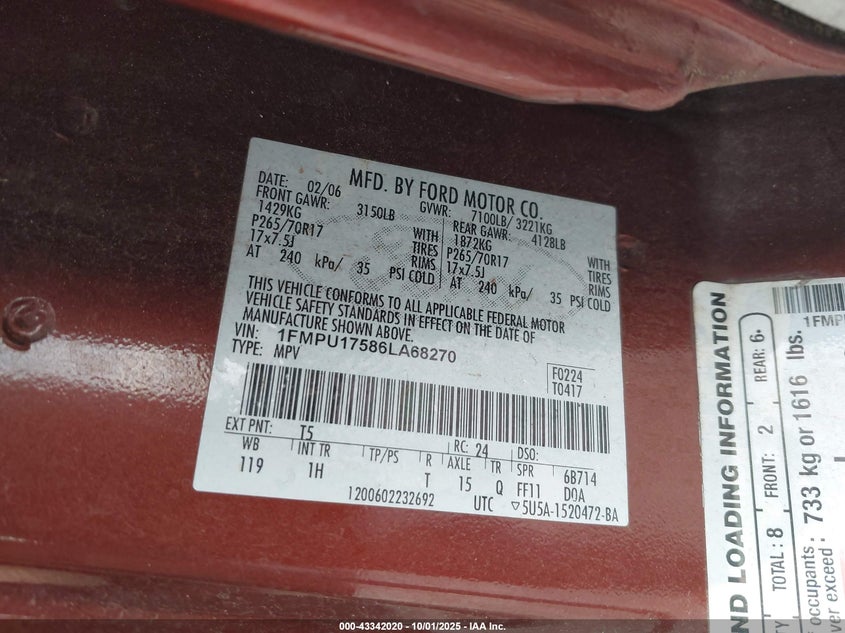 MFD. BY FORD MOTOR CO.
DATE: 02/06 GVWR: 7100LB/ 3221KG
FRONT GAWR: 3150LB REAR GAWR: 4128LB
1429KG WITH 1872KG WITH
P265/70R17 TIRES P265/70R17 TIRES
17x7.5J RIMS 17x7.5J RIMS
AT 240 kPa/ 35 PSI COLD AT 240 kPa/ 35 PSI COLD
THIS VEHICLE CONFORMS TO ALL APPLICABLE FEDERAL MOTOR
VEHICLE SAFETY STANDARDS IN EFFECT ON THE DATE OF
MANUFACTURE SHOWN ABOVE.
VIN: 1FMPU17586LA68270
TYPE: MPV
F0224
T0417
EXT PNT: T5 RC: 24 DSO:
WB INT TR TP/PS R AXLE TR SPR 6B714
119 1H T 15 Q FF11 DOA
1200602232692 UTC ▽5U5A-1520472-BA
ND LOADING INFORMATION
1FMPU
TOTAL: 8 FRONT: 2 REAR: 6
occupants 733 kg or 1616 lbs.
ver exceed:
000-43342020 - 10/01/2025 - IAA Inc.